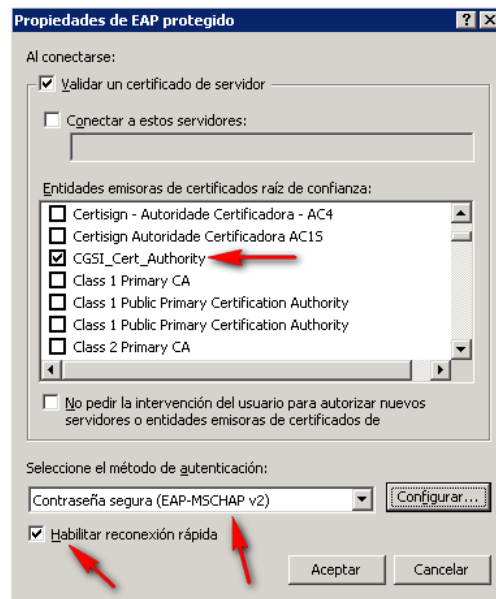 Propiedades de EAP protegido
Al conectarse:
Validar un certificado de servidor
Conectar a estos servidores:
Entidades emisoras de certificados raíz de confianza:
Certisign - Autoridade Certificadora - AC4
Certisign Autoridade Certificadora AC1S
CGSI_Cert_Authority
Class 1 Primary CA
Class 1 Public Primary Certification Authority
Class 1 Public Primary Certification Authority
Class 2 Primary CA
No pedir la intervención del usuario para autorizar nuevos
servidores o entidades emisoras de certificados de
Seleccione el método de autenticación:
Contraseña segura (EAP-MSCHAP v2)
Configurar...
Habilitar reconexión rápida
Aceptar
Cancelar